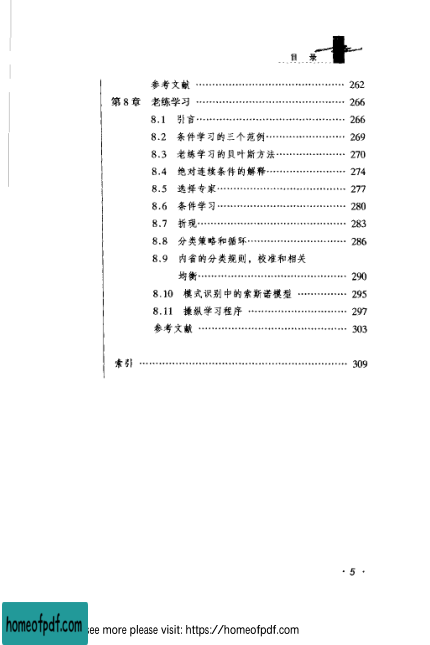 目 录
参考文献 …… 262
第8章 老练学习 …… 266
8.1 引言 …… 266
8.2 条件学习的三个范例 …… 269
8.3 老练学习的贝叶斯方法 …… 270
8.4 绝对连续条件的解释 …… 274
8.5 选择专家 …… 277
8.6 条件学习 …… 280
8.7 折现 …… 283
8.8 分类策略和循环 …… 286
8.9 内省的分类规则，校准和相关
均衡 …… 290
8.10 模式识别中的索斯诺模型 …… 295
8.11 操纵学习程序 …… 297
参考文献 …… 303
索引 …… 309
· 5 ·
homeofpdf.com see more please visit: https://homeofpdf.com